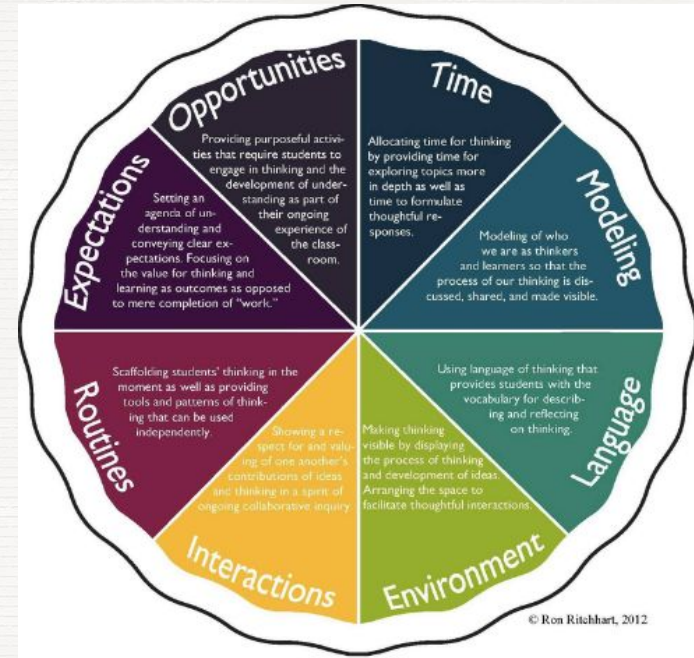 Opportunities
Providing purposeful activi-
ties that require students to
engage in thinking and the
development of under-
standing as part of
their ongoing
experience of
the class-
room.
Time
Allocating time for thinking
by providing time for
exploring topics more
in depth as well as
time to formulate
thoughtful re-
sponses.
Modeling
Modeling of who
we are as thinkers
and learners so that
the process of our thinking is dis-
cussed, shared, and made visible.
Language
Using language of thinking that
provides students with the
vocabulary for describ-
ing and reflecting
on thinking.
Environment
Making thinking
visible by displaying
the process of thinking
and development of ideas.
Arranging the space to
facilitate thoughtful interactions.
Interactions
Showing a re-
spect for and valu-
ing of one another's
contributions of ideas
and thinking in a spirit of
ongoing collaborative inquiry
Routines
Scaffolding students' thinking in the
moment as well as providing
tools and patterns of think-
ing that can be used
independently.
Expectations
Setting an
agenda of un-
derstanding and
conveying clear ex-
pectations. Focusing on
the value for thinking and
learning as outcomes as opposed
to mere completion of "work."
© Ron Ritchhart, 2012